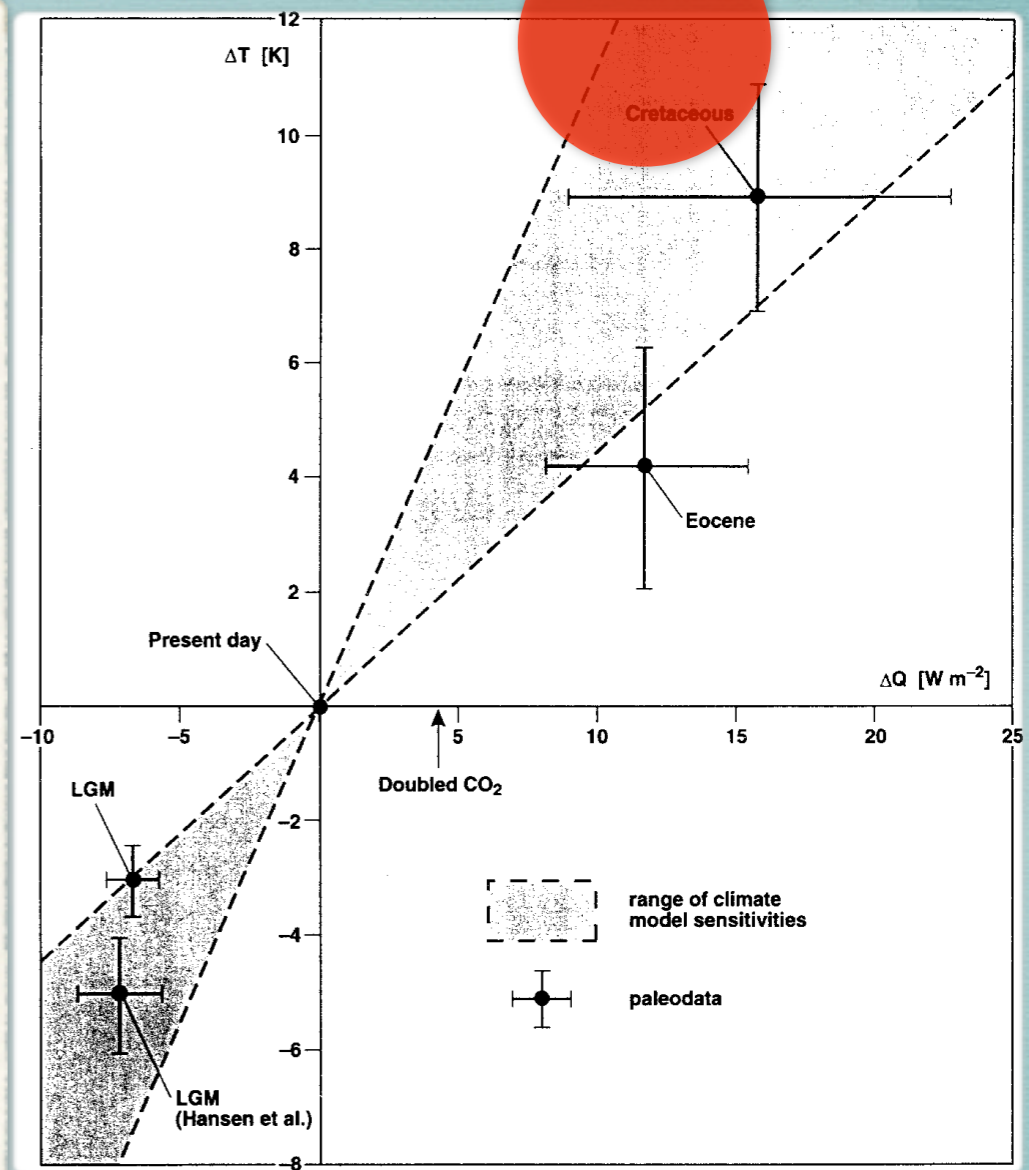 12
ΔT [K]
Cretaceous
10
8
6
4
Eocene
2
Present day
ΔQ [W m⁻²]
−10
−5
5
10
15
20
25
LGM
Doubled CO₂
−2
range of climate
model sensitivities
−4
paleodata
−6
LGM
(Hansen et al.)
−8